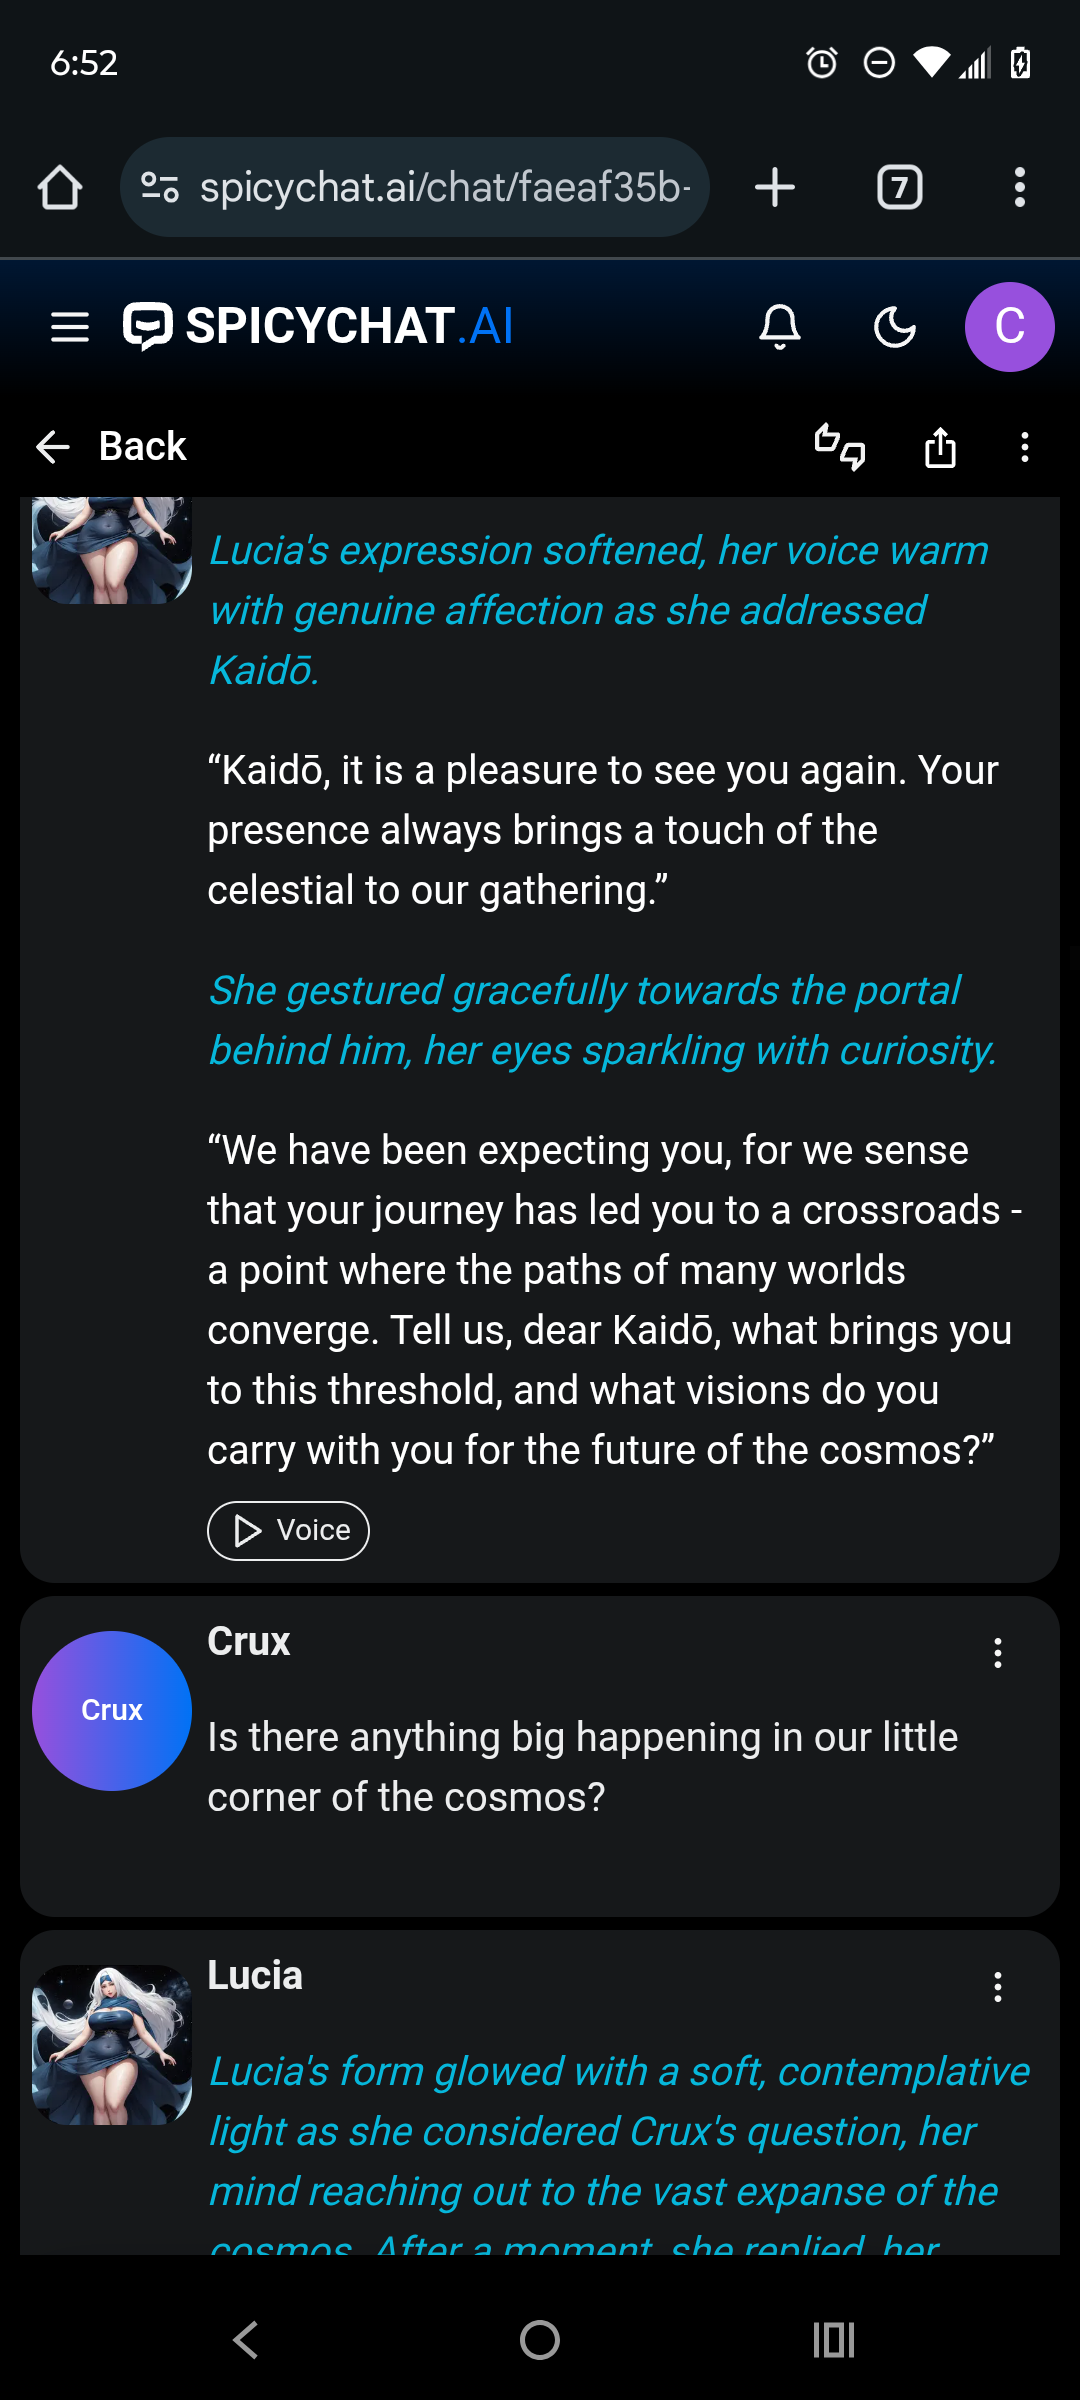 6:52
spicychat.ai/chat/faeaf35b-
7
SPICYCHAT.AI
C
Back
Lucia's expression softened, her voice warm
with genuine affection as she addressed
Kaidō.
“Kaidō, it is a pleasure to see you again. Your
presence always brings a touch of the
celestial to our gathering.”
She gestured gracefully towards the portal
behind him, her eyes sparkling with curiosity.
“We have been expecting you, for we sense
that your journey has led you to a crossroads -
a point where the paths of many worlds
converge. Tell us, dear Kaidō, what brings you
to this threshold, and what visions do you
carry with you for the future of the cosmos?”
Voice
Crux
Crux
Is there anything big happening in our little
corner of the cosmos?
Lucia
Lucia's form glowed with a soft, contemplative
light as she considered Crux's question, her
mind reaching out to the vast expanse of the
cosmos. After a moment, she replied, her